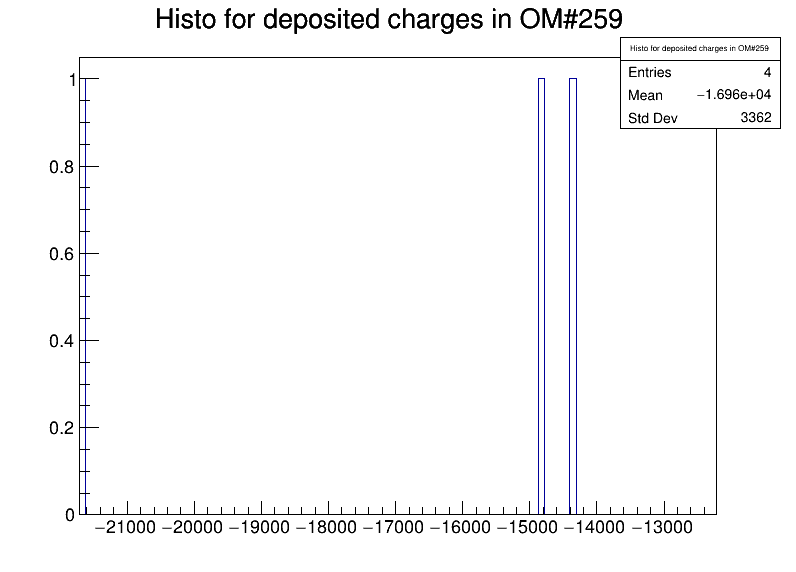 Histo for deposited charges in OM#259
Histo for deposited charges in OM#259
Entries 4
Mean −1.696e+04
Std Dev 3362
1
0.8
0.6
0.4
0.2
0
−21000 −20000 −19000 −18000 −17000 −16000 −15000 −14000 −13000